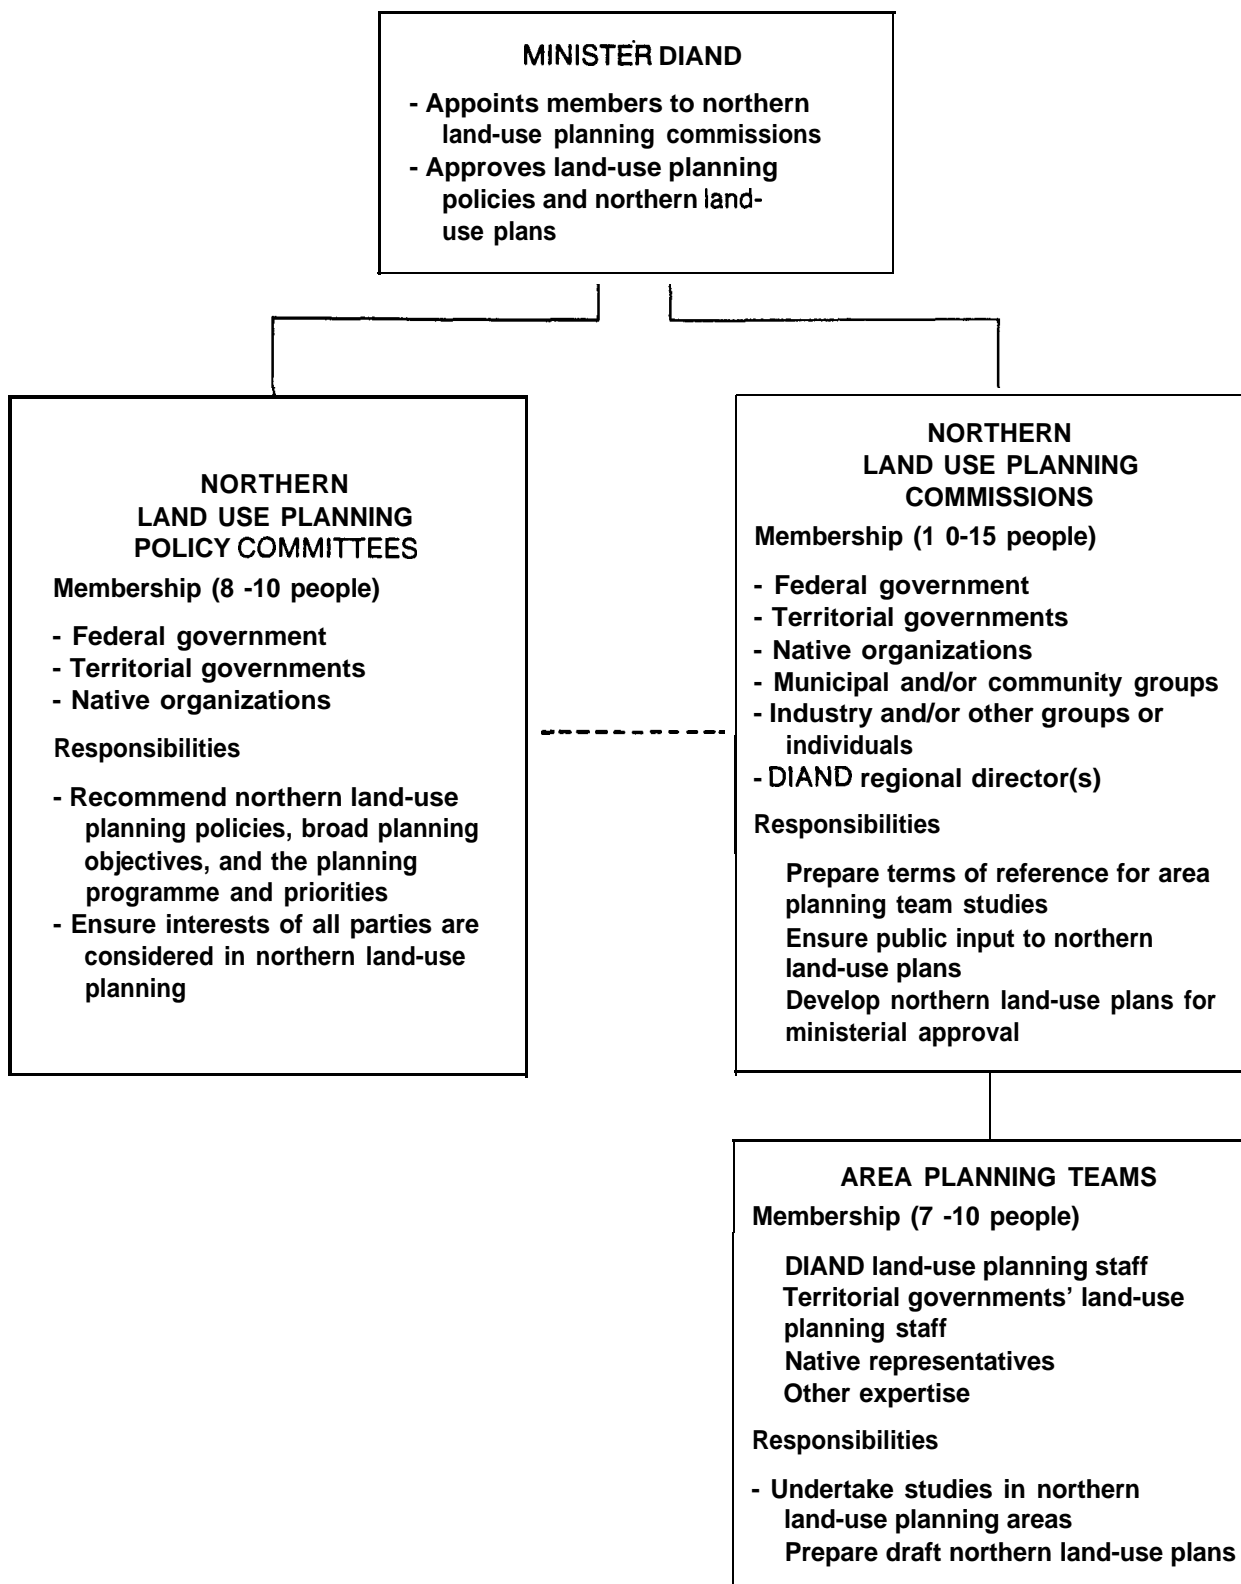 MINISTER DIAND
- Appoints members to northern
land-use planning commissions
- Approves land-use planning
policies and northern land-
use plans
NORTHERN
LAND USE PLANNING
POLICY COMMITTEES
Membership (8 -10 people)
- Federal government
- Territorial governments
- Native organizations
Responsibilities
- Recommend northern land-use
planning policies, broad planning
objectives, and the planning
programme and priorities
- Ensure interests of all parties are
considered in northern land-use
planning
NORTHERN
LAND USE PLANNING
COMMISSIONS
Membership (1 0-15 people)
- Federal government
- Territorial governments
- Native organizations
- Municipal and/or community groups
- Industry and/or other groups or
individuals
- DIAND regional director(s)
Responsibilities
Prepare terms of reference for area
planning team studies
Ensure public input to northern
land-use plans
Develop northern land-use plans for
ministerial approval
AREA PLANNING TEAMS
Membership (7 -10 people)
DIAND land-use planning staff
Territorial governments' land-use
planning staff
Native representatives
Other expertise
Responsibilities
- Undertake studies in northern
land-use planning areas
Prepare draft northern land-use plans